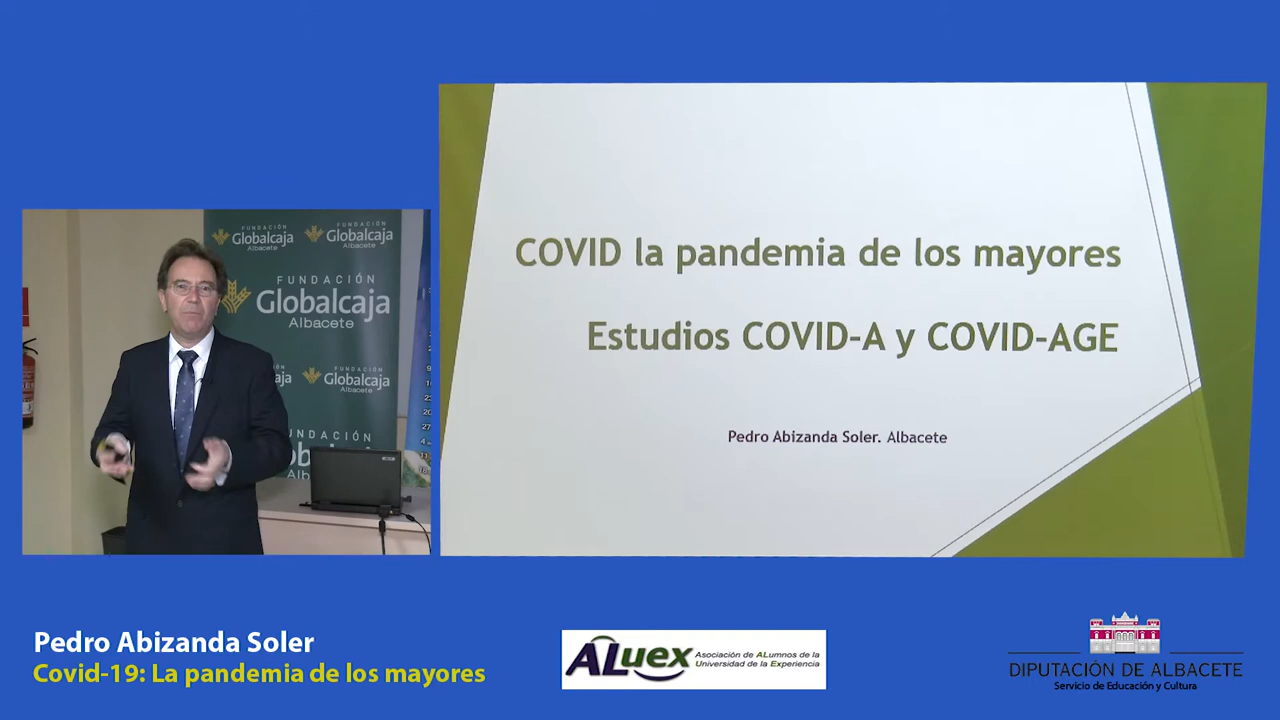 COVID la pandemia de los mayores
Estudios COVID-A y COVID-AGE
Pedro Abizanda Soler. Albacete
FUNDACIÓN
Globalcaja
Albacete
FUNDACIÓN
Globalcaja
Albacete
FUNDACIÓN
Globalcaja
Albacete
FUNDACIÓN
Globalcaja
Albacete
FUNDACIÓN
Pedro Abizanda Soler
Covid-19: La pandemia de los mayores
ALuex
Asociación de ALumnos de la
Universidad de la Experiencia
DIPUTACIÓN DE ALBACETE
Servicio de Educación y Cultura